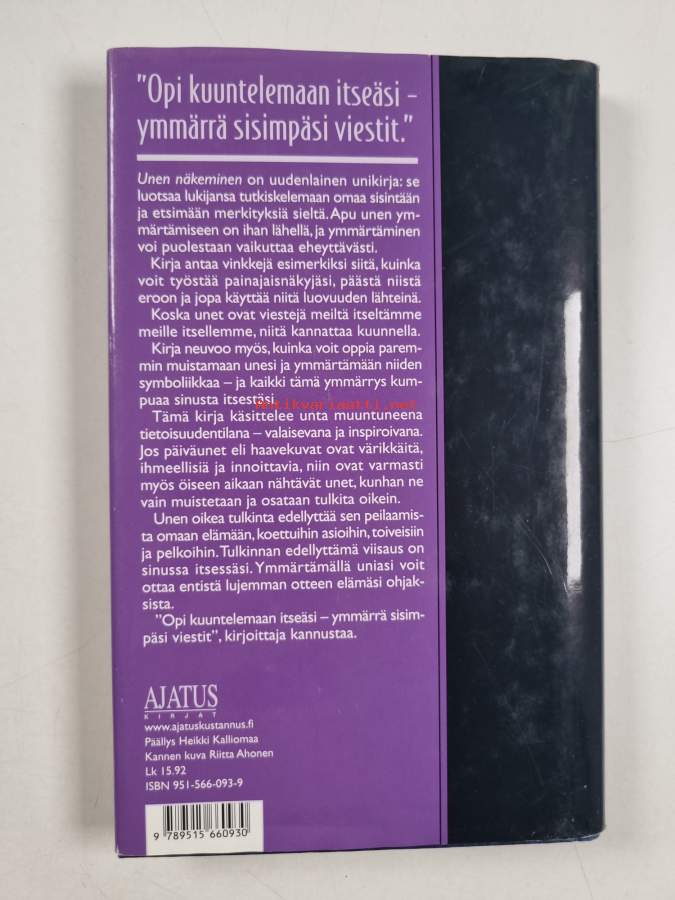 "Opi kuuntelemaan itseäsi –
ymmärrä sisimpäsi viestit."
Unen näkeminen on uudenlainen unikirja: se
luotsaa lukijansa tutkiskelemaan omaa sisintään
ja etsimään merkityksiä sieltä. Apu unen ym-
märtämiseen on ihan lähellä, ja ymmärtäminen
voi puolestaan vaikuttaa eheyttävästi.
Kirja antaa vinkkejä esimerkiksi siitä, kuinka
voit työstää painajaisnäkyjäsi, päästä niistä
eroon ja jopa käyttää niitä luovuuden lähteinä.
Koska unet ovat viestejä meiltä itseltämme
meille itsellemme, niitä kannattaa kuunnella.
Kirja neuvoo myös, kuinka voit oppia parem-
min muistamaan unesi ja ymmärtämään niiden
symboliikkaa – ja kaikki tämä ymmärrys kum-
puaa sinusta itsestäsi.
Antikvariaatti.net
Tämä kirja käsittelee unta muuntuneena
tietoisuudentilana – valaisevana ja inspiroivana.
Jos päiväunet eli haavekuvat ovat värikkäitä,
ihmeellisiä ja innoittavia, niin ovat varmasti
myös öiseen aikaan nähtävät unet, kunhan ne
vain muistetaan ja osataan tulkita oikein.
Unen oikea tulkinta edellyttää sen peilaamis-
ta omaan elämään, koettuihin asioihin, toiveisiin
ja pelkoihin. Tulkinnan edellyttämä viisaus on
sinussa itsessäsi. Ymmärtämällä uniasi voit
ottaa entistä lujemman otteen elämäsi ohjak-
sista.
"Opi kuuntelemaan itseäsi – ymmärrä sisim-
päsi viestit", kirjoittaja kannustaa.
AJATUS
KIRJAT
www.ajatuskustannus.fi
Päällys Heikki Kalliomaa
Kannen kuva Riitta Ahonen
Lk 15.92
ISBN 951-566-093-9
9 789515 660930